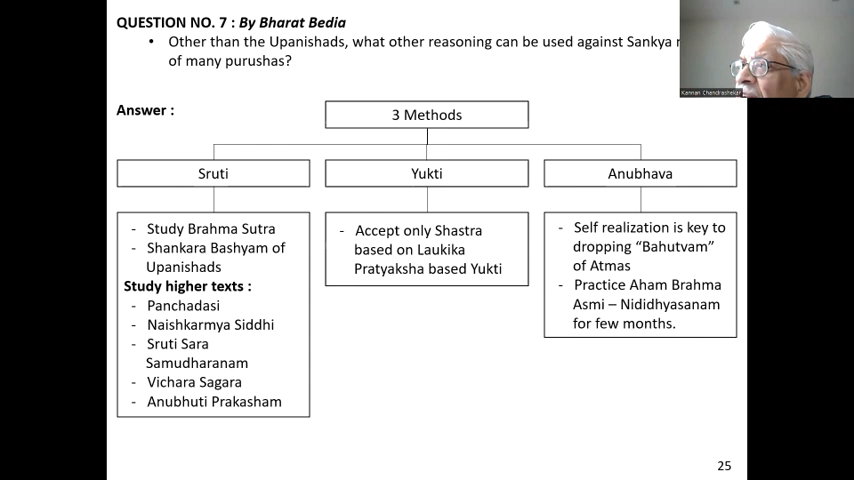 QUESTION NO. 7 : By Bharat Bedia
• Other than the Upanishads, what other reasoning can be used against Sankya
of many purushas?
Kannan Chandrashekar
Answer :
3 Methods
Sruti
Yukti
Anubhava
- Study Brahma Sutra
- Shankara Bashyam of
Upanishads
Study higher texts :
- Panchadasi
- Naishkarmya Siddhi
- Sruti Sara
Samudharanam
- Vichara Sagara
- Anubhuti Prakasham
- Accept only Shastra
based on Laukika
Pratyaksha based Yukti
- Self realization is key to
dropping “Bahutvam”
of Atmas
- Practice Aham Brahma
Asmi – Nididhyasanam
for few months.
25